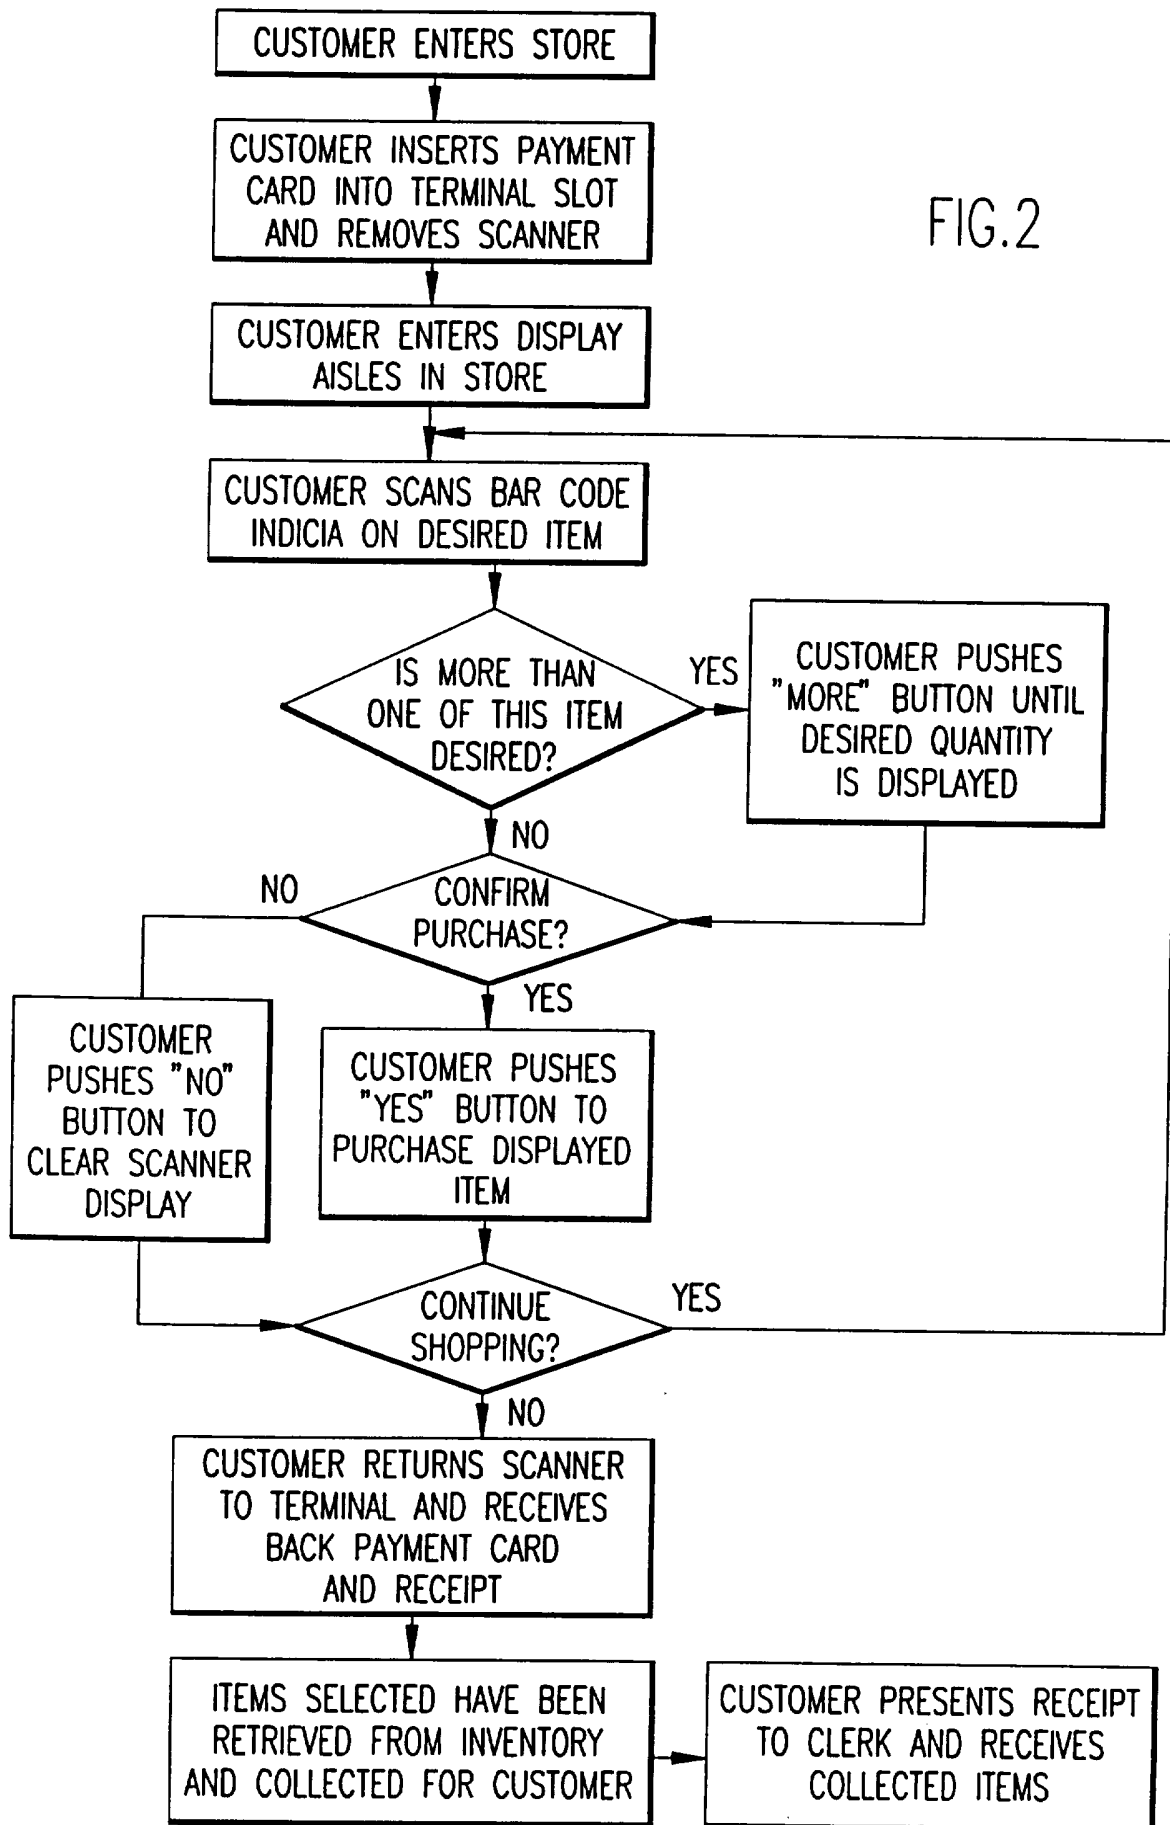 CUSTOMER ENTERS STORE
CUSTOMER INSERTS PAYMENT
CARD INTO TERMINAL SLOT
AND REMOVES SCANNER
FIG.2
CUSTOMER ENTERS DISPLAY
AISLES IN STORE
CUSTOMER SCANS BAR CODE
INDICIA ON DESIRED ITEM
IS MORE THAN
ONE OF THIS ITEM
DESIRED?
YES
CUSTOMER PUSHES
"MORE" BUTTON UNTIL
DESIRED QUANTITY
IS DISPLAYED
NO
CONFIRM
PURCHASE?
NO
YES
CUSTOMER
PUSHES "NO"
BUTTON TO
CLEAR SCANNER
DISPLAY
CUSTOMER PUSHES
"YES" BUTTON TO
PURCHASE DISPLAYED
ITEM
CONTINUE
SHOPPING?
YES
NO
CUSTOMER RETURNS SCANNER
TO TERMINAL AND RECEIVES
BACK PAYMENT CARD
AND RECEIPT
ITEMS SELECTED HAVE BEEN
RETRIEVED FROM INVENTORY
AND COLLECTED FOR CUSTOMER
CUSTOMER PRESENTS RECEIPT
TO CLERK AND RECEIVES
COLLECTED ITEMS